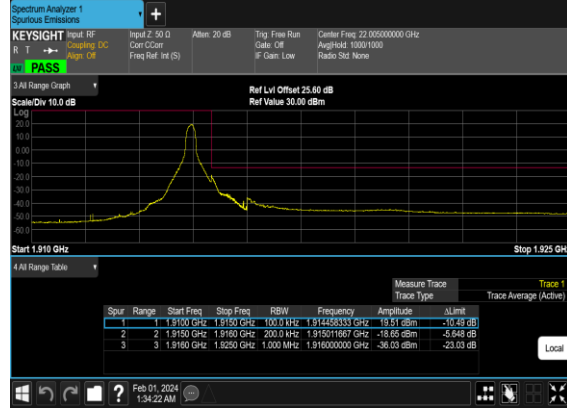 Spectrum Analyzer 1
Spurious Emissions
+
KEYSIGHT Input: RF Input Z: 50 Ω Atten: 20 dB Trig: Free Run Center Freq: 22.005000000 GHz
R T Coupling: DC Corr CCorr Gate: Off Avg|Hold: 1000/1000
Align: Off Freq Ref: Int (S) IF Gain: Low Radio Std: None
LW PASS
3 All Range Graph
Ref Lvl Offset 25.60 dB
Scale/Div 10.0 dB Ref Value 30.00 dBm
Log
20.0
10.0
0.00
-10.0
-20.0
-30.0
-40.0
-50.0
-60.0
Start 1.910 GHz Stop 1.925 GH
4 All Range Table
Measure Trace Trace 1
Trace Type Trace Average (Active)
Spur Range Start Freq Stop Freq RBW Frequency Amplitude ΔLimit
1 1 1.9100 GHz 1.9150 GHz 100.0 kHz 1.914458333 GHz 19.51 dBm -10.49 dB
2 2 1.9150 GHz 1.9160 GHz 200.0 kHz 1.915011667 GHz -18.65 dBm -5.648 dB
3 3 1.9160 GHz 1.9250 GHz 1.000 MHz 1.916000000 GHz -36.03 dBm -23.03 dB
Local
? Feb 01, 2024
1:34:22 AM